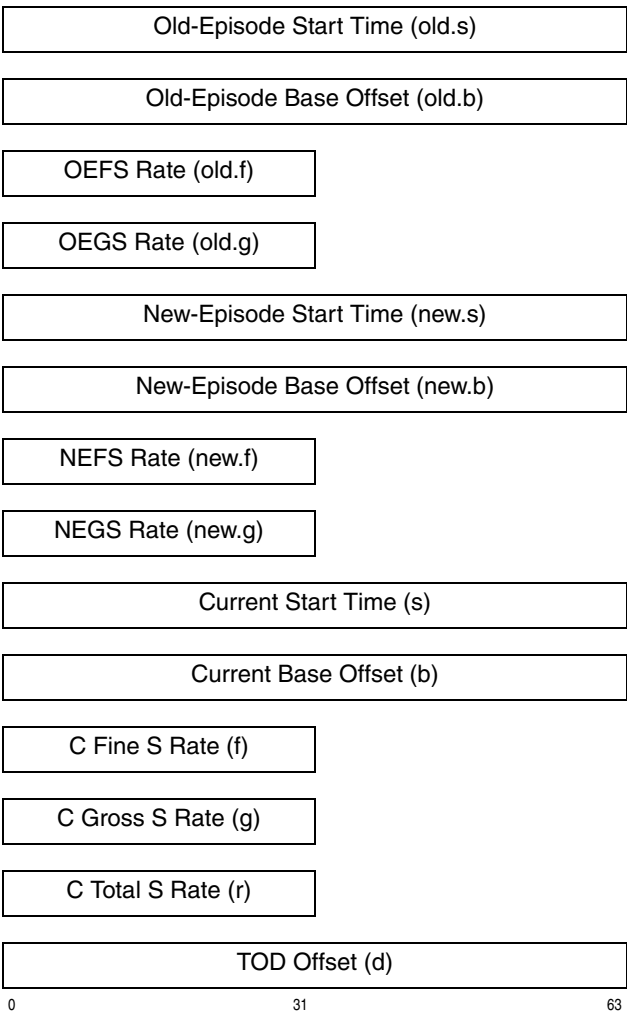 Old-Episode Start Time (old.s)
Old-Episode Base Offset (old.b)
OEFS Rate (old.f)
OEGS Rate (old.g)
New-Episode Start Time (new.s)
New-Episode Base Offset (new.b)
NEFS Rate (new.f)
NEGS Rate (new.g)
Current Start Time (s)
Current Base Offset (b)
C Fine S Rate (f)
C Gross S Rate (g)
C Total S Rate (r)
TOD Offset (d)
0 31 63